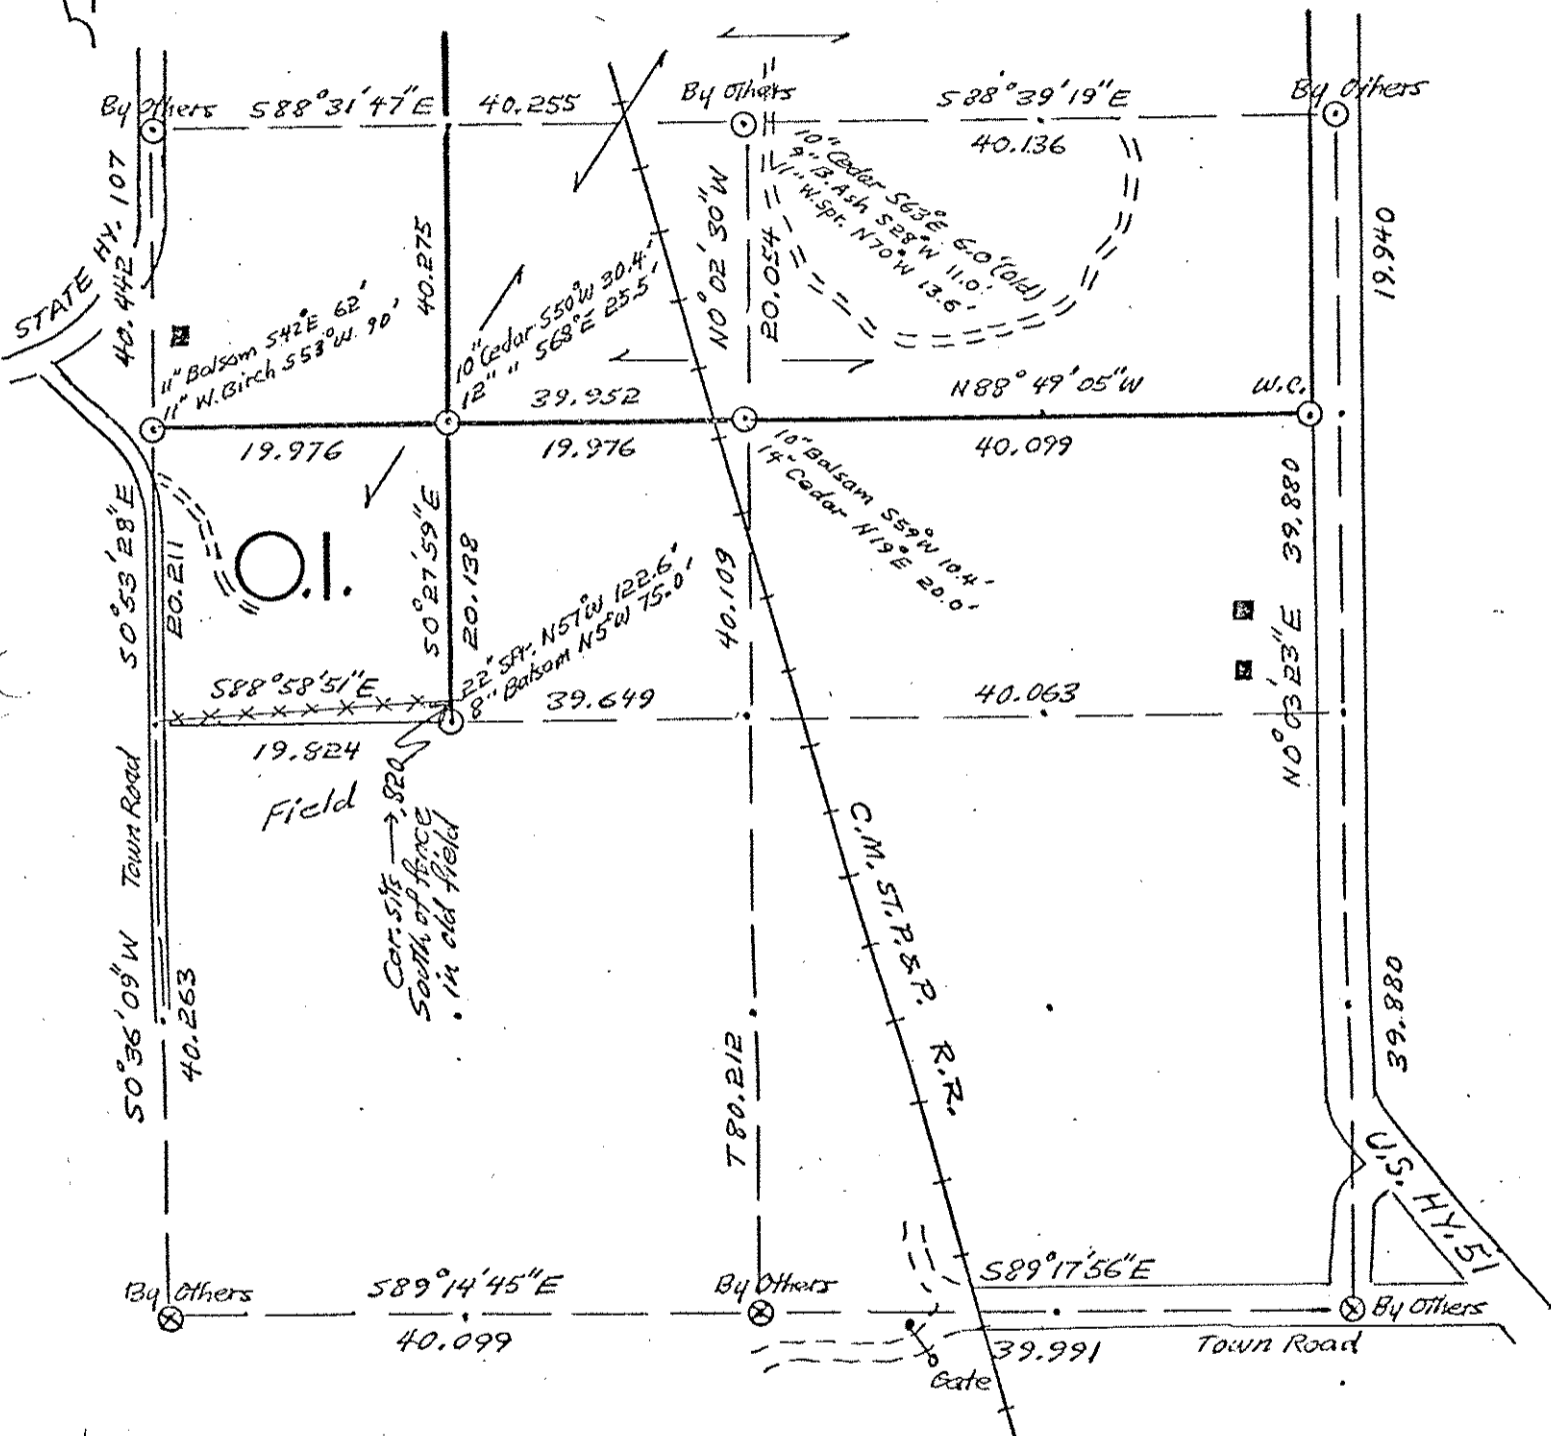 By Others
S88°31'47"E
40.255
By Others
11"
S88°39'19"E
40.136
By Others
STATE HY. 107
40.442
40.275
N0°02'30"W
20.054
10" Cedar S63°E 6.0' (Old)
9" B. Ash S28°W 11.0'
11" W. Spr. N70°W 13.6'
19.940
11" Balsam S42°E 62'
11" W. Birch S53°W. 90'
10" Cedar S50°W 30.4'
12" " S68°E 25.5'
39.952
N88°49'05"W
W.C.
19.976
19.976
40.099
10" Balsam S59°W 10.4'
14" Cedar N19°E 20.0'
S0°53'28"E
20.211
O.I.
S0°27'59"E
20.138
22" Spr. N57°W 122.6'
8" Balsam N5°W 75.0'
40.109
39.880
N0°03'23"E
S88°58'51"E
39.649
40.063
19.824
Field
Town Road
Cor. site → .820
South of fence
in old field
C.M. ST. P. & P. R.R.
S0°36'09"W
40.263
T80.212
39.880
U.S. HY. 51
By Others
S89°14'45"E
40.099
By Others
S89°17'56"E
By Others
39.991
Town Road
Gate